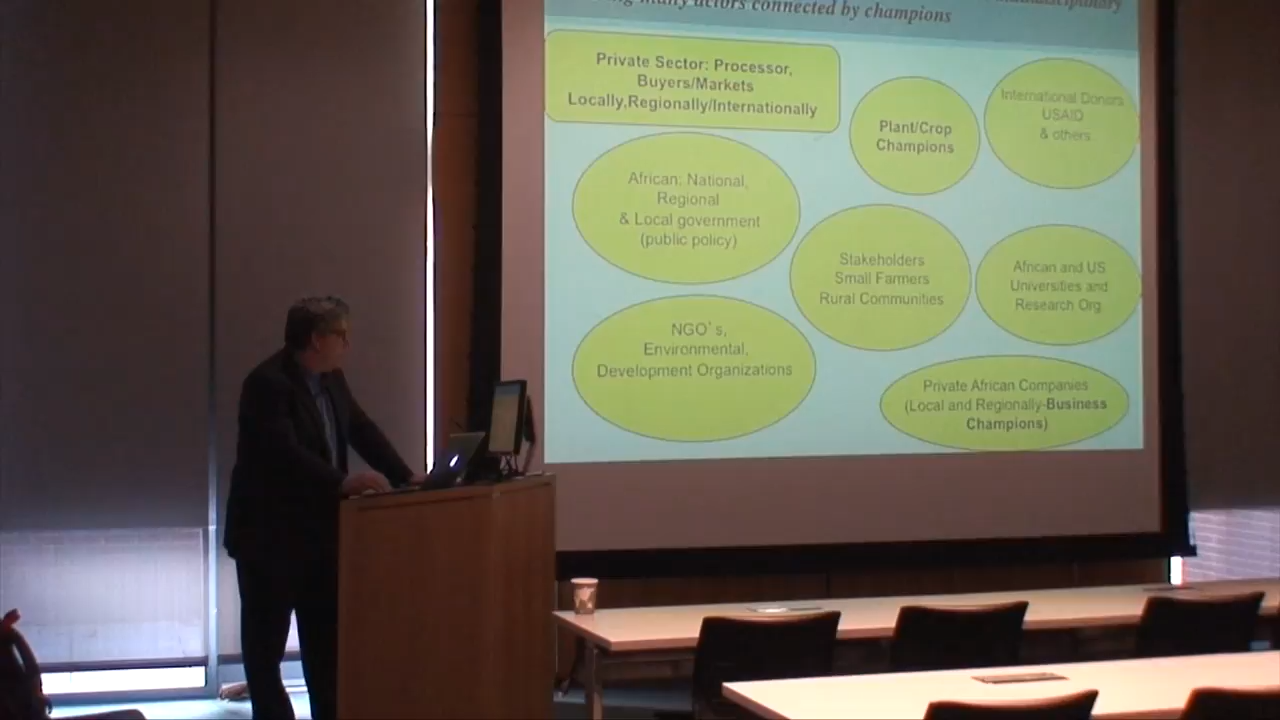 many actors connected by champions
Private Sector: Processor,
Buyers/Markets
Locally,Regionally/Internationally
Plant/Crop
Champions
International Donors
USAID
& others
African: National,
Regional
& Local government
(public policy)
Stakeholders
Small Farmers
Rural Communities
African and US
Universities and
Research Org.
NGO's,
Environmental,
Development Organizations
Private African Companies
(Local and Regionally-Business
Champions)